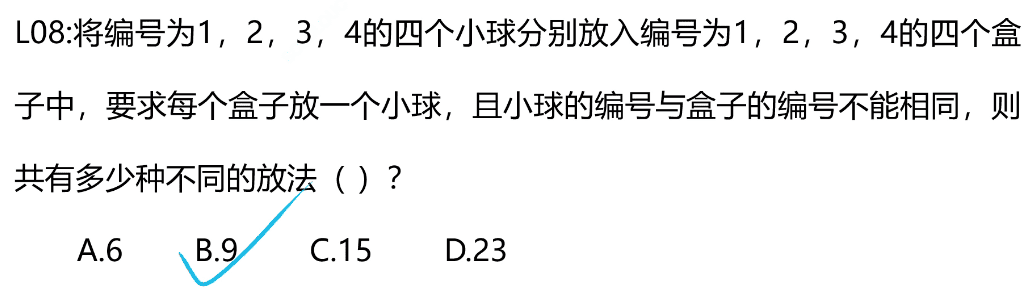 L08:将编号为1，2，3，4的四个小球分别放入编号为1，2，3，4的四个盒
子中，要求每个盒子放一个小球，且小球的编号与盒子的编号不能相同，则
共有多少种不同的放法（ ）？
A.6 B.9 C.15 D.23